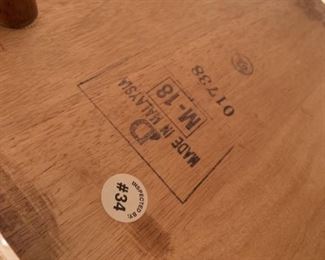 D
M-18
MADE IN MALAYSIA
01738
INSPECTED BY:
#34